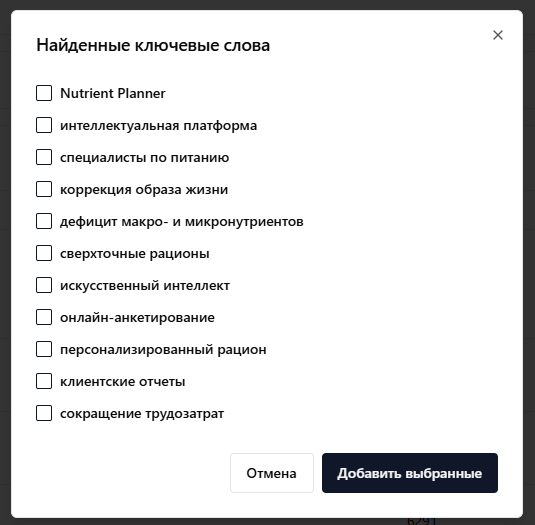 Найденные ключевые слова
Nutrient Planner
интеллектуальная платформа
специалисты по питанию
коррекция образа жизни
дефицит макро- и микронутриентов
сверхточные рационы
искусственный интеллект
онлайн-анкетирование
персонализированный рацион
клиентские отчеты
сокращение трудозатрат
Отмена
Добавить выбранные